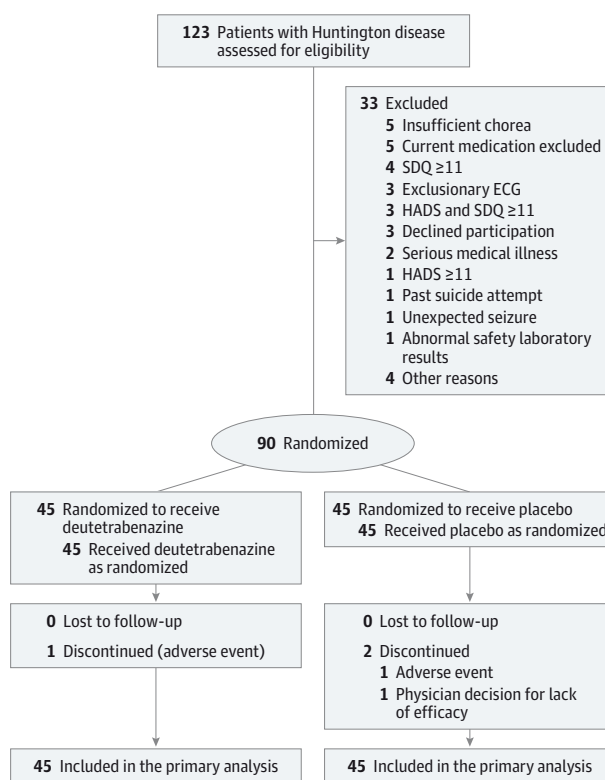 123 Patients with Huntington disease
assessed for eligibility
33 Excluded
5 Insufficient chorea
5 Current medication excluded
4 SDQ ≥11
3 Exclusionary ECG
3 HADS and SDQ ≥11
3 Declined participation
2 Serious medical illness
1 HADS ≥11
1 Past suicide attempt
1 Unexpected seizure
1 Abnormal safety laboratory
results
4 Other reasons
90 Randomized
45 Randomized to receive
deutetrabenazine
45 Received deutetrabenazine
as randomized
45 Randomized to receive placebo
45 Received placebo as randomized
0 Lost to follow-up
1 Discontinued (adverse event)
0 Lost to follow-up
2 Discontinued
1 Adverse event
1 Physician decision for lack
of efficacy
45 Included in the primary analysis
45 Included in the primary analysis